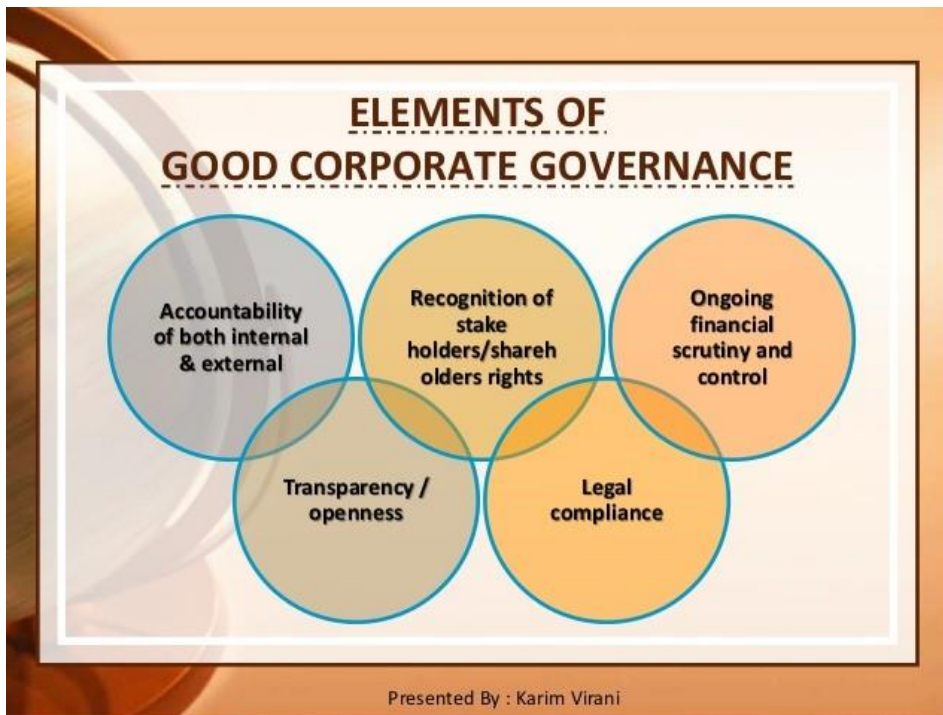 ELEMENTS OF
GOOD CORPORATE GOVERNANCE
Accountability
of both internal
& external
Recognition of
stake
holders/shareh
olders rights
Ongoing
financial
scrutiny and
control
Transparency /
openness
Legal
compliance
Presented By : Karim Virani